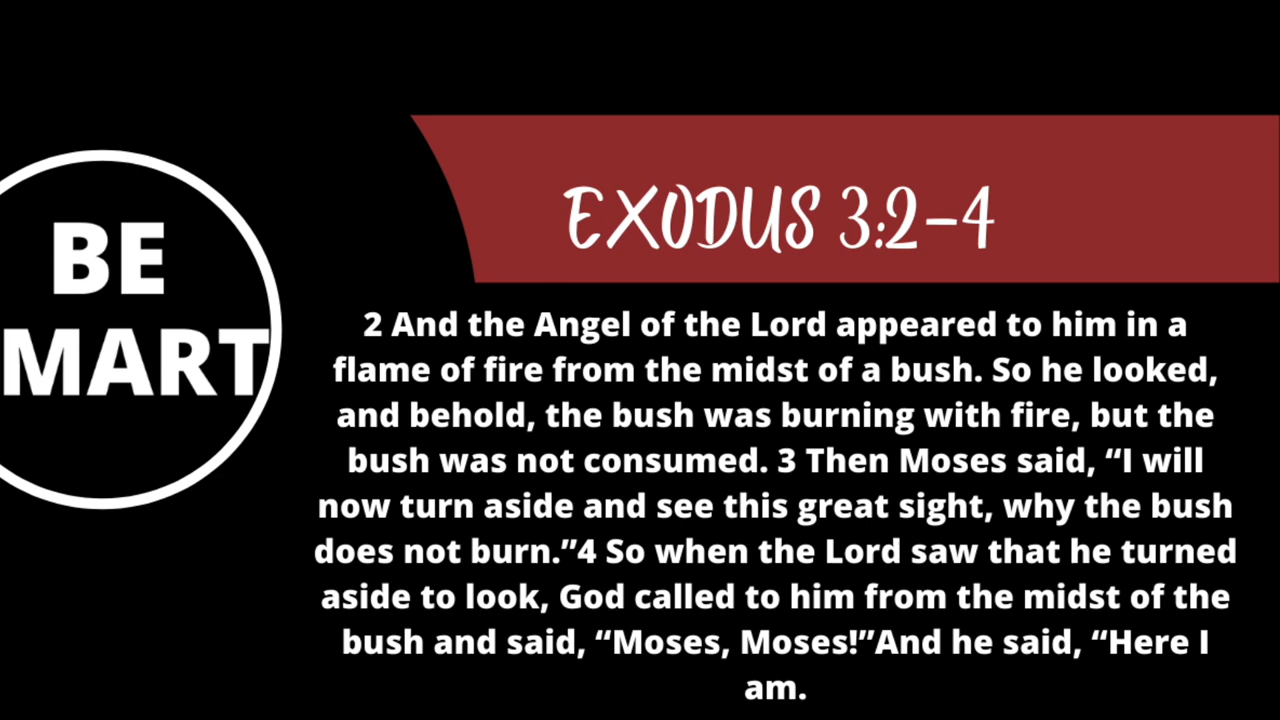 BE
MART
EXODUS 3:2-4
2 And the Angel of the Lord appeared to him in a
flame of fire from the midst of a bush. So he looked,
and behold, the bush was burning with fire, but the
bush was not consumed. 3 Then Moses said, “I will
now turn aside and see this great sight, why the bush
does not burn.”4 So when the Lord saw that he turned
aside to look, God called to him from the midst of the
bush and said, “Moses, Moses!”And he said, “Here I
am.